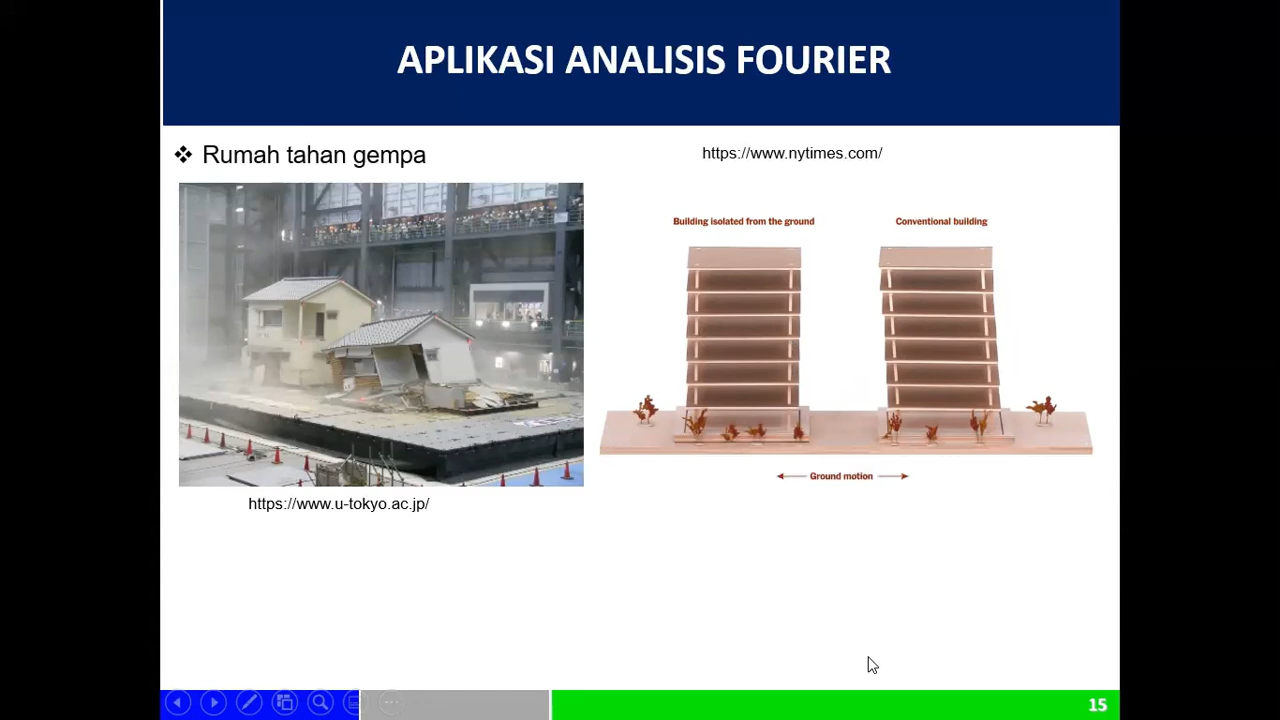 APLIKASI ANALISIS FOURIER
❖ Rumah tahan gempa
https://www.nytimes.com/
Building isolated from the ground
Conventional building
Ground motion
https://www.u-tokyo.ac.jp/
15